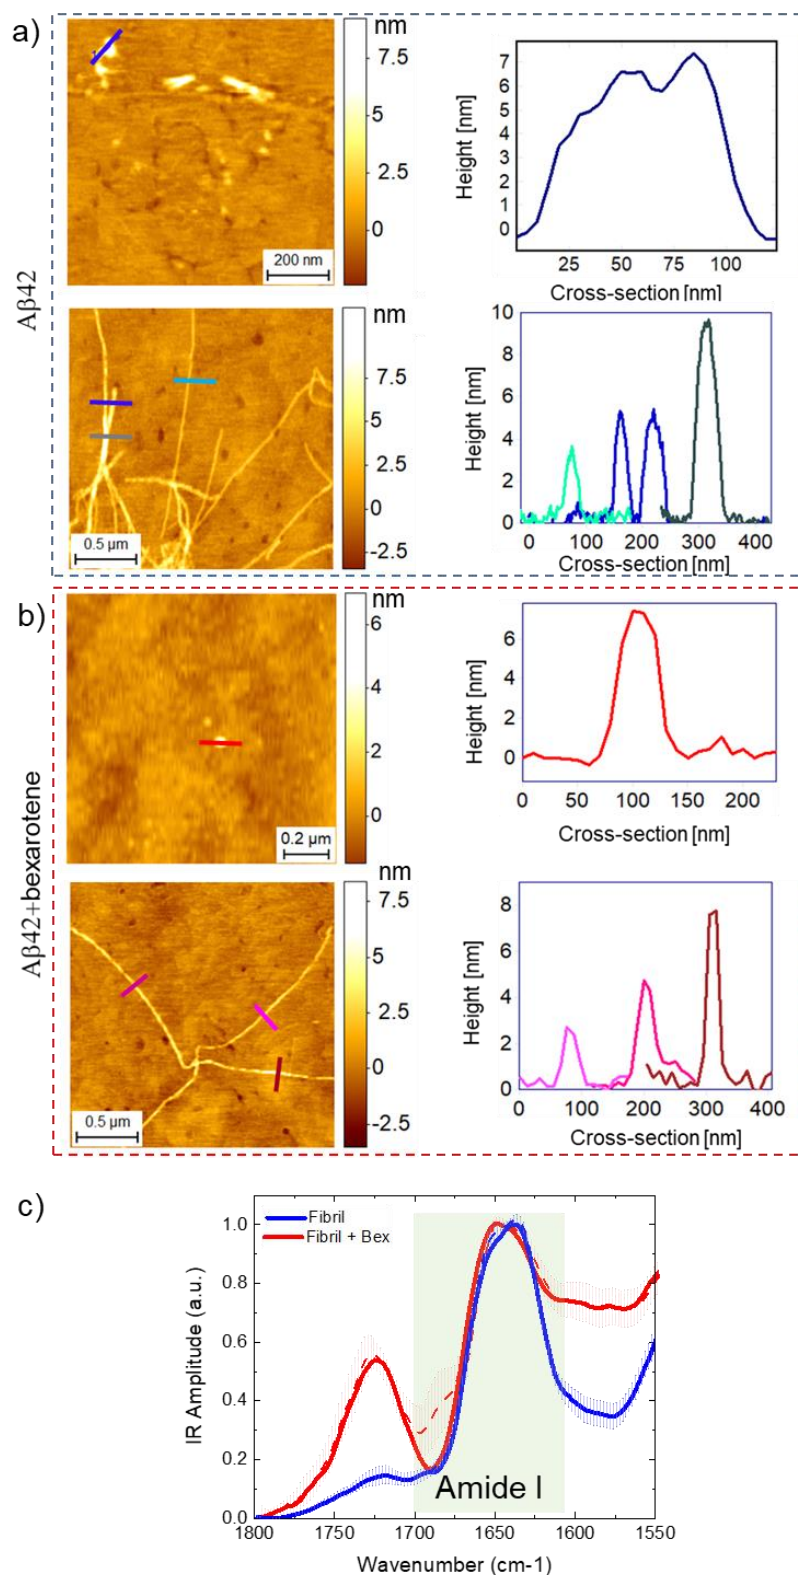 a)
Aβ42
nm
7.5
5
2.5
0
200 nm
Height [nm]
7
6
5
4
3
2
1
0
25 50 75 100
Cross-section [nm]
nm
7.5
5
2.5
0
-2.5
0.5 µm
Height [nm]
10
8
6
4
2
0
0 100 200 300 400
Cross-section [nm]
b)
Aβ42+bexarotene
nm
6
4
2
0
0.2 µm
Height [nm]
6
4
2
0
0 50 100 150 200
Cross-section [nm]
nm
7.5
5
2.5
0
-2.5
0.5 µm
Height [nm]
8
6
4
2
0
0 100 200 300 400
Cross-section [nm]
c)
IR Amplitude (a.u.)
1.0
0.8
0.6
0.4
0.2
0.0
Fibril
Fibril + Bex
Amide I
1800 1750 1700 1650 1600 1550
Wavenumber (cm-1)